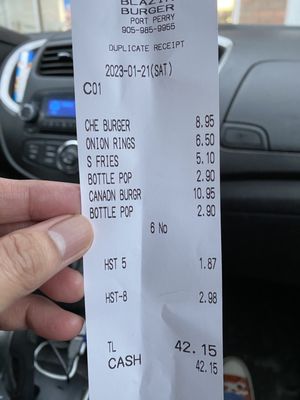 BLAZIN
BURGER
PORT PERRY
905-985-9955
DUPLICATE RECEIPT
2023-01-21(SAT)
C01
CHE BURGER 8.95
ONION RINGS 6.50
S FRIES 5.10
BOTTLE POP 2.90
CANADN BURGR 10.95
BOTTLE POP 2.90
6 No
HST 5 1.87
HST-8 2.98
TL 42.15
CASH 42.15